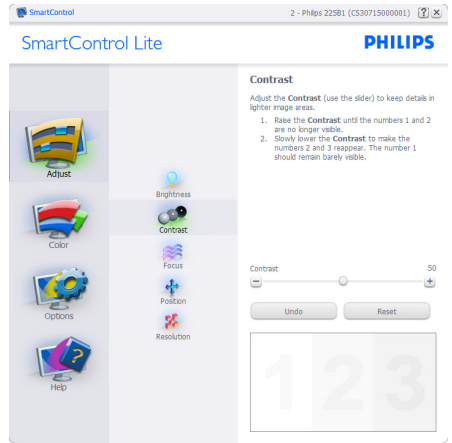 SmartControl
2 - Philips 225B1 (CS30715000001)
? ×
SmartControl Lite
PHILIPS
Adjust
Color
Options
Help
Brightness
Contrast
Focus
Position
Resolution
Contrast
Adjust the Contrast (use the slider) to keep details in
lighter image areas.
1. Raise the Contrast until the numbers 1 and 2
are no longer visible.
2. Slowly lower the Contrast to make the
numbers 2 and 3 reappear. The number 1
should remain barely visible.
Contrast 50
Undo
Reset
1 2 3